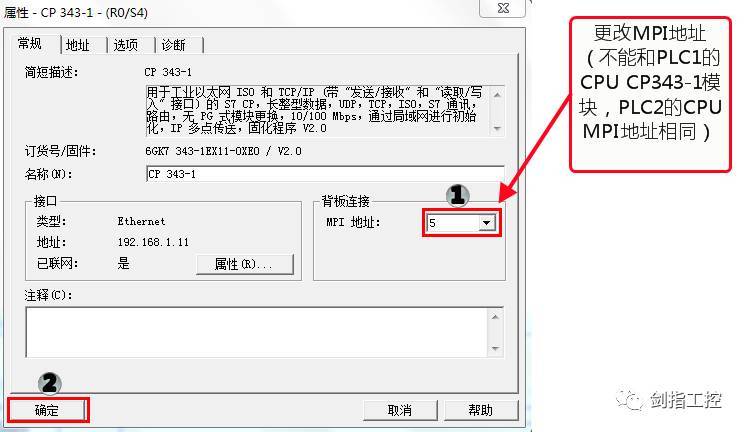 属性 - CP 343-1 - (R0/S4)
常规 地址 选项 诊断
简短描述: CP 343-1
用于工业以太网 ISO 和 TCP/IP (带 "发送/接收" 和 "读取/写
入" 接口) 的 S7 CP，长整型数据，UDP，TCP，ISO，S7 通讯，
路由，无 PG 式模块更换，10/100 Mbps，通过局域网进行初始
化，IP 多点传送，固化程序 V2.0
订货号/固件: 6GK7 343-1EX11-0XE0 / V2.0
名称(N): CP 343-1
接口
类型: Ethernet
地址: 192.168.1.11
已联网: 是 属性(R)...
背板连接
1
MPI 地址: 5
注释(C):
2
确定 取消 帮助
更改MPI地址
（不能和PLC1的
CPU CP343-1模
块，PLC2的CPU
MPI地址相同）
剑指工控